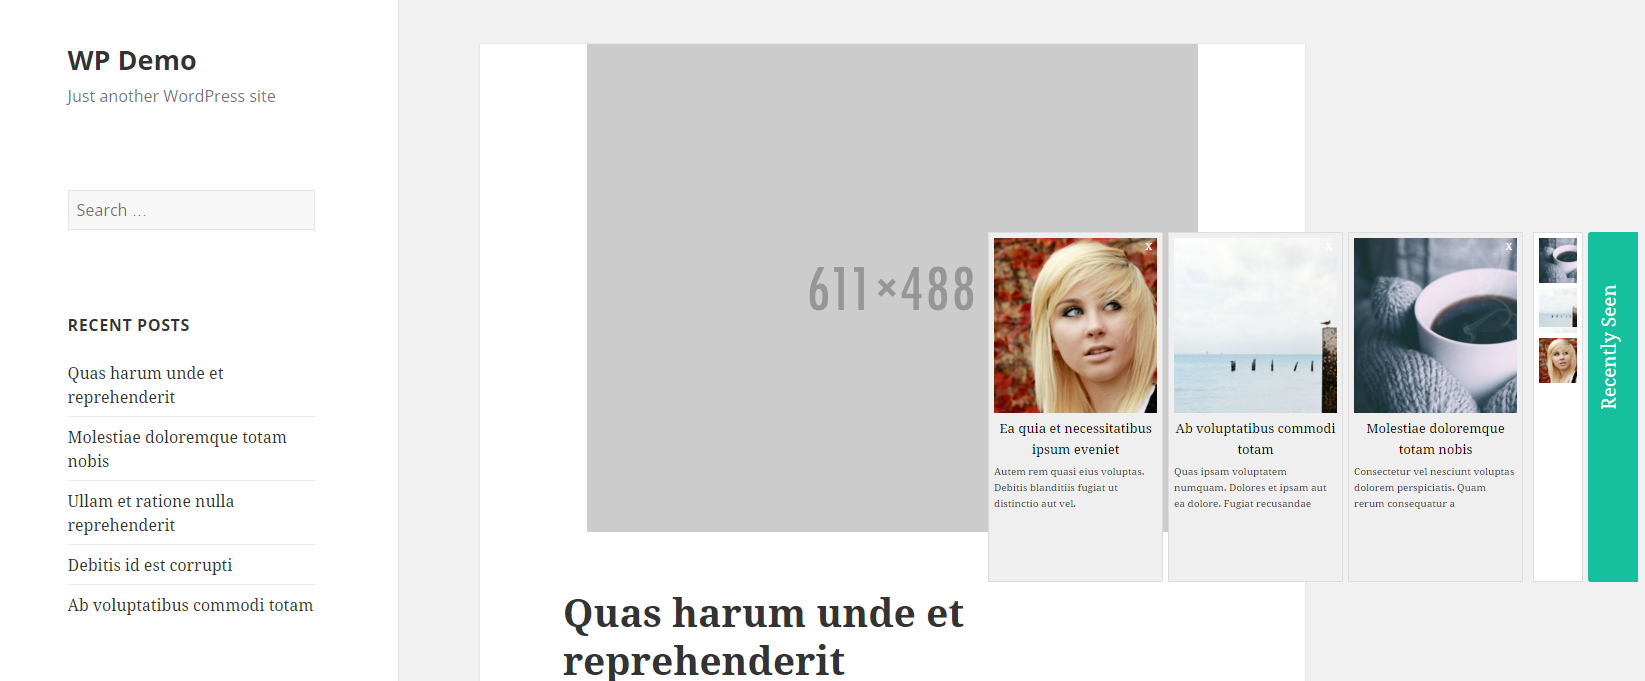 WP Demo
Just another WordPress site
Search …
RECENT POSTS
Quas harum unde et
reprehenderit
Molestiae doloremque totam
nobis
Ullam et ratione nulla
reprehenderit
Debitis id est corrupti
Ab voluptatibus commodi totam
611×488
x
Ea quia et necessitatibus
ipsum eveniet
Autem rem quasi eius voluptas.
Debitis blanditiis fugiat ut
distinctio aut vel.
x
Ab voluptatibus commodi
totam
Quas ipsam voluptatem
numquam. Dolores et ipsam aut
ea dolore. Fugiat recusandae
x
Molestiae doloremque
totam nobis
Consectetur vel nesciunt voluptas
dolorem perspiciatis. Quam
rerum consequatur a
Recently Seen
Quas harum unde et
reprehenderit